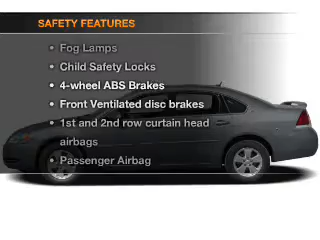 SAFETY FEATURES
• Fog Lamps
• Child Safety Locks
• 4-wheel ABS Brakes
• Front Ventilated disc brakes
• 1st and 2nd row curtain head
airbags
• Passenger Airbag